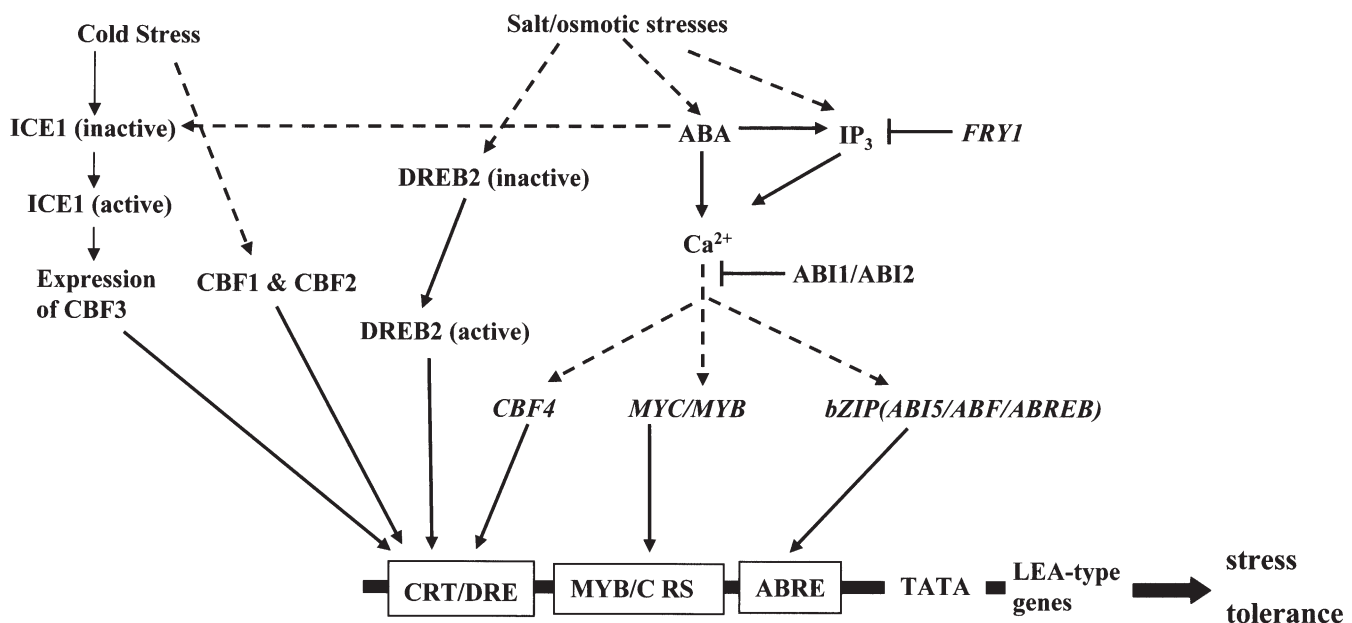 Cold Stress
Salt/osmotic stresses
ICE1 (inactive)
ABA
IP3
FRY1
DREB2 (inactive)
ICE1 (active)
Ca2+
Expression
of CBF3
CBF1 & CBF2
ABI1/ABI2
DREB2 (active)
CBF4
MYC/MYB
bZIP(ABI5/ABF/ABREB)
CRT/DRE
MYB/C RS
ABRE
TATA
LEA-type
genes
stress
tolerance